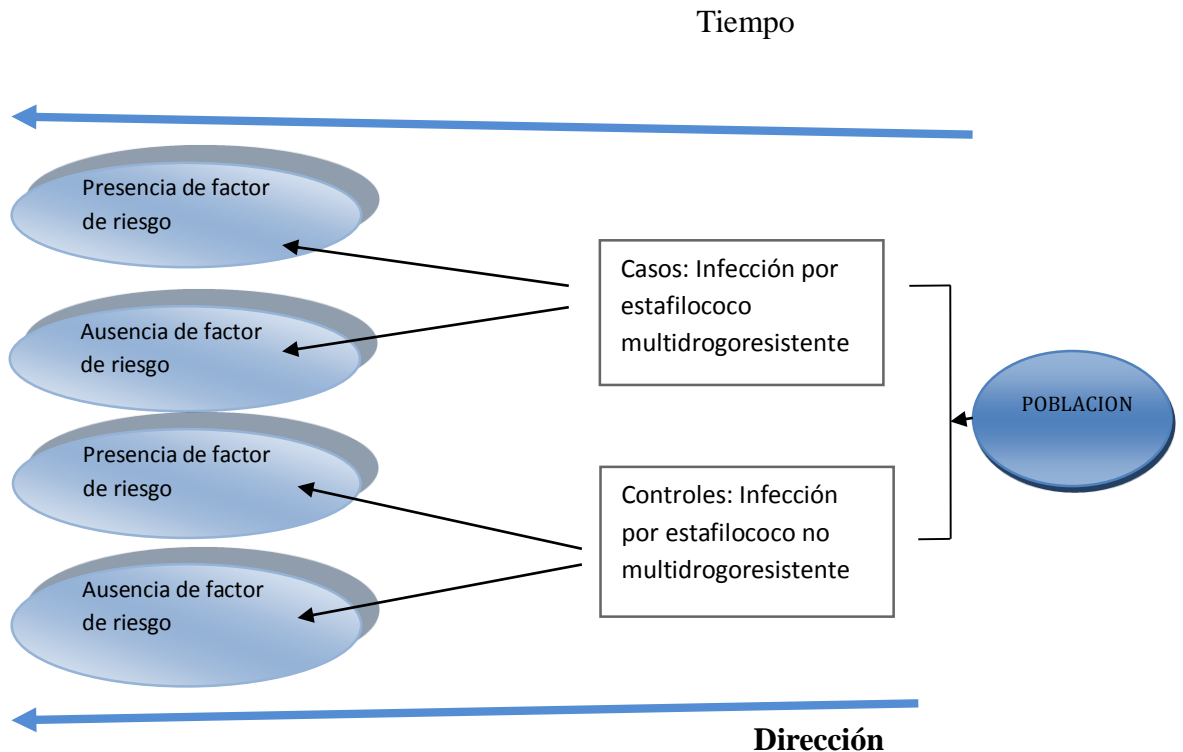 Tiempo
Presencia de factor
de riesgo
Ausencia de factor
de riesgo
Presencia de factor
de riesgo
Ausencia de factor
de riesgo
Casos: Infección por
estafilococo
multidrogoresistente
Controles: Infección
por estafilococo no
multidrogoresistente
POBLACION
Dirección